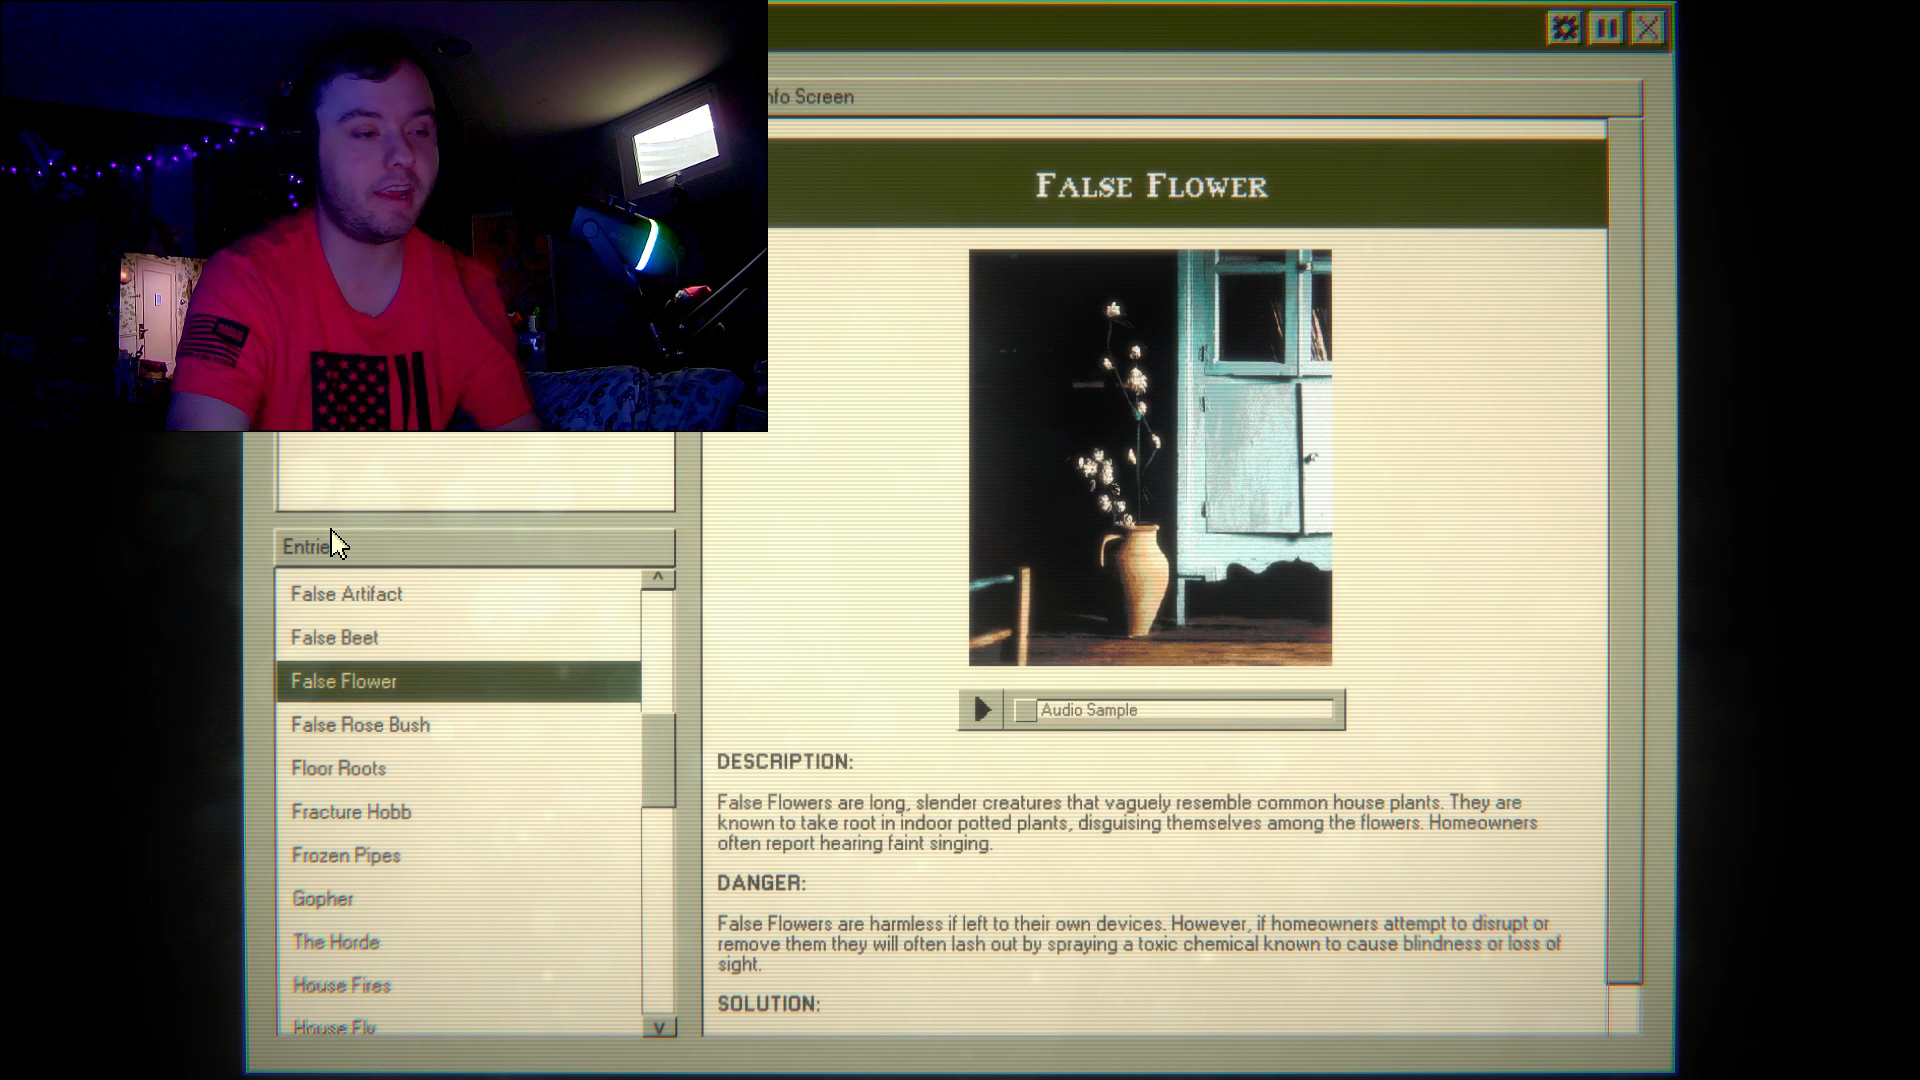 nfo Screen
False Flower
Entrie
False Artifact
False Beet
False Flower
False Rose Bush
Floor Roots
Fracture Hobb
Frozen Pipes
Gopher
The Horde
House Fires
House Fly
Audio Sample
DESCRIPTION:
False Flowers are long, slender creatures that vaguely resemble common house plants. They are
known to take root in indoor potted plants, disguising themselves among the flowers. Homeowners
often report hearing faint singing.
DANGER:
False Flowers are harmless if left to their own devices. However, if homeowners attempt to disrupt or
remove them they will often lash out by spraying a toxic chemical known to cause blindness or loss of
sight.
SOLUTION: